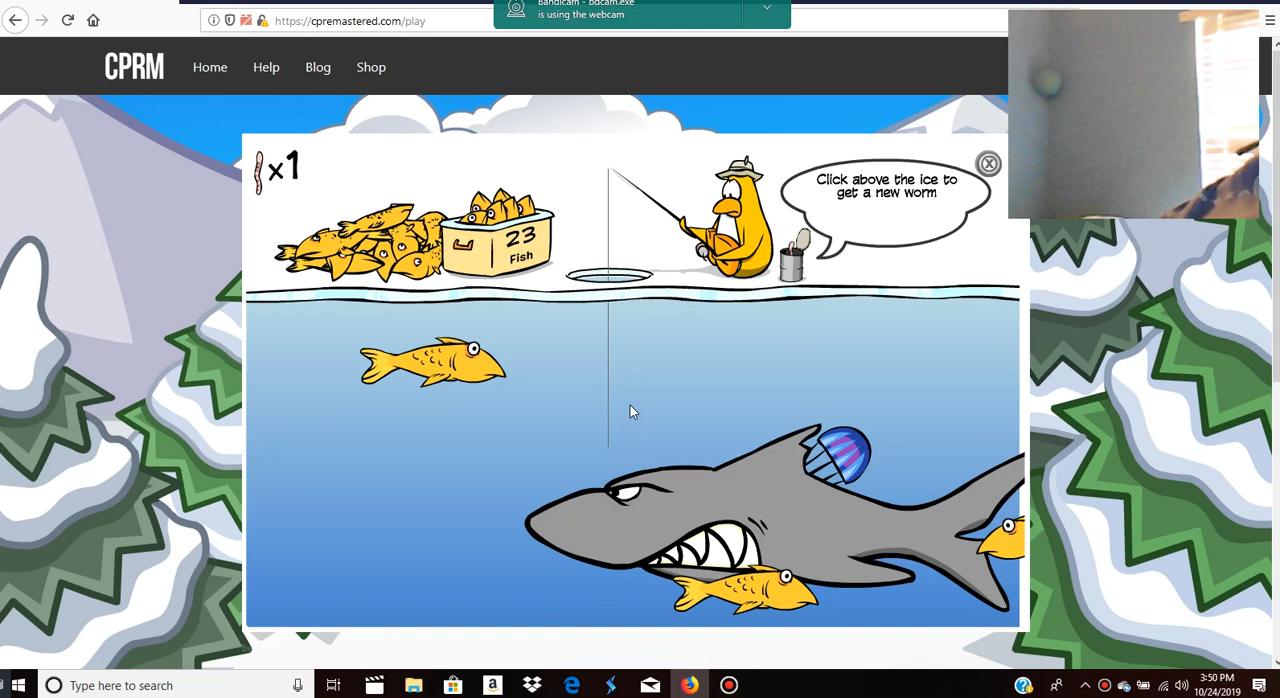 Bandicam - bdcam.exe
is using the webcam
https://cpremastered.com/play
CPRM
Home
Help
Blog
Shop
x1
Click above the ice to
get a new worm
23
Fish
Type here to search
3:50 PM
10/24/2019